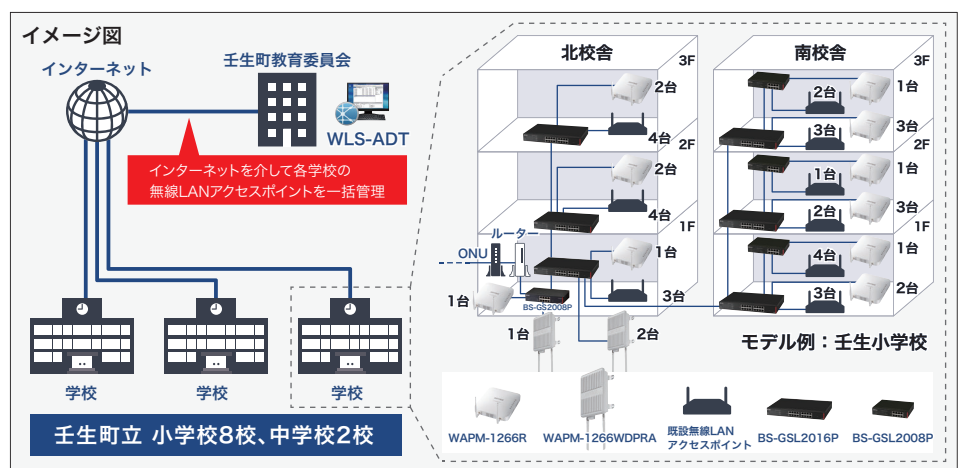 イメージ図
インターネット
壬生町教育委員会
WLS-ADT
インターネットを介して各学校の
無線LANアクセスポイントを一括管理
学校
学校
学校
壬生町立 小学校8校、中学校2校
北校舎
3F
2台
4台
2F
2台
4台
1F
ONU
ルーター
1台
3台
1台
BS-GS2008P
1台
2台
南校舎
3F
1台
2台
3台
3台
2F
1台
1台
3台
2台
1F
1台
4台
2台
3台
モデル例：壬生小学校
WAPM-1266R
WAPM-1266WDPRA
既設無線LAN
アクセスポイント
BS-GSL2016P
BS-GSL2008P